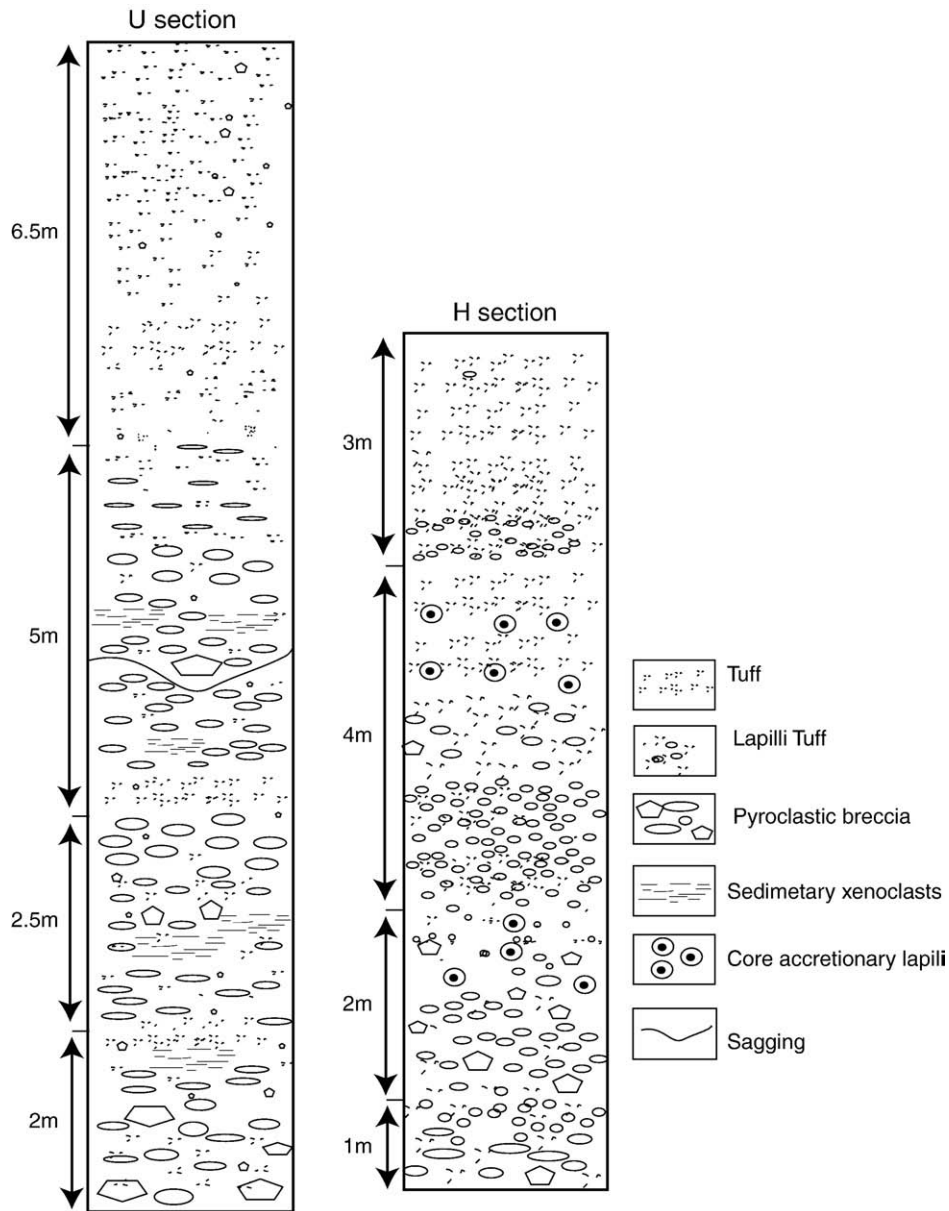 U section
6.5m
5m
2.5m
2m
H section
3m
4m
2m
1m
Tuff
Lapilli Tuff
Pyroclastic breccia
Sedimetary xenoclasts
Core accretionary lapili
Sagging